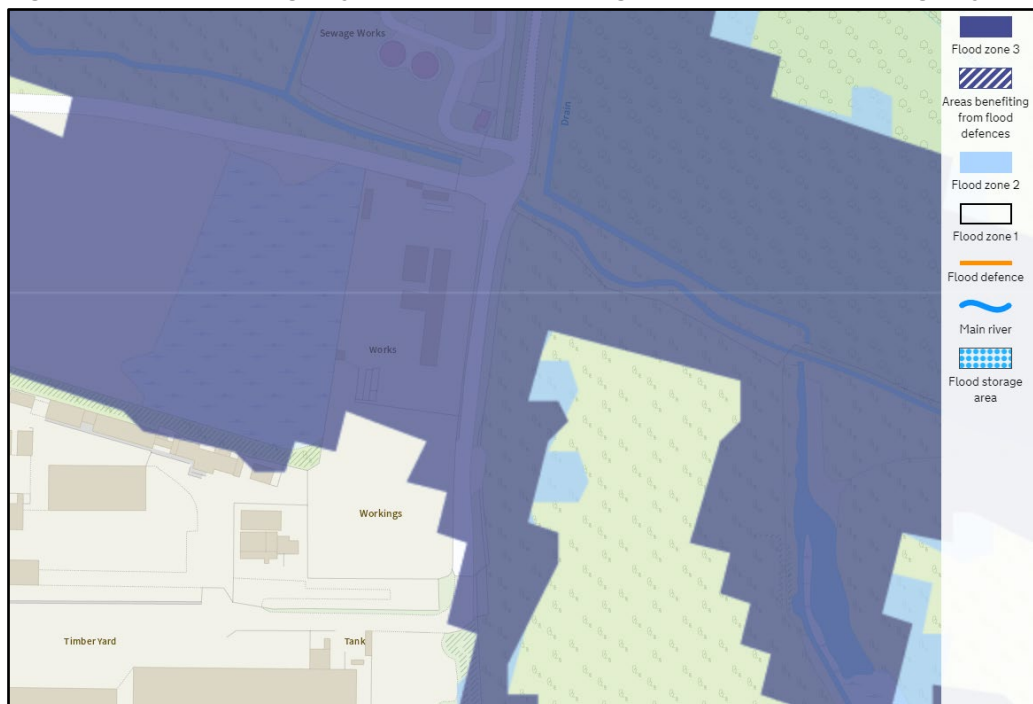 Sewage Works
Drain
Works
Workings
Timber Yard
Tank
Flood zone 3
Areas benefiting
from flood
defences
Flood zone 2
Flood zone 1
Flood defence
Main river
Flood storage
area